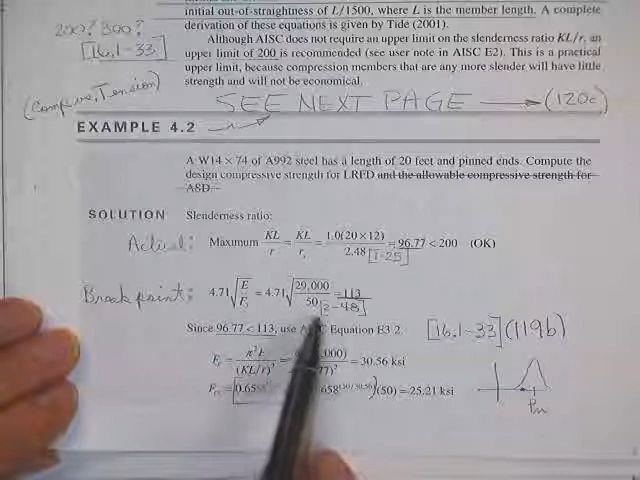 initial out-of-straightness of L/1500, where L is the member length. A complete
derivation of these equations is given by Tide (2001).
Although AISC does not require an upper limit on the slenderness ratio KL/r, an
upper limit of 200 is recommended (see user note in AISC E2). This is a practical
upper limit, because compression members that are any more slender will have little
strength and will not be economical.
200? 300?
[16.1-33]
(Compve, Tension)
SEE NEXT PAGE → (120c)
EXAMPLE 4.2
A W14 × 74 of A992 steel has a length of 20 feet and pinned ends. Compute the
design compressive strength for LRFD and the allowable compressive strength for
ASD.
SOLUTION Slenderness ratio:
Actual: Maximum KL/r = KL/r = 1.0(20 × 12)/2.48 = 96.77 < 200 (OK)
[1-25]
Breakpoint: 4.71√E/F = 4.71√29,000/50 = 113
[2-48]
Since 96.77 < 113, use Equation E3 2. [16.1-33] (119b)
π²E/(KL/r)² = = 30.56 ksi
(50) = 25.21 ksi
Pn